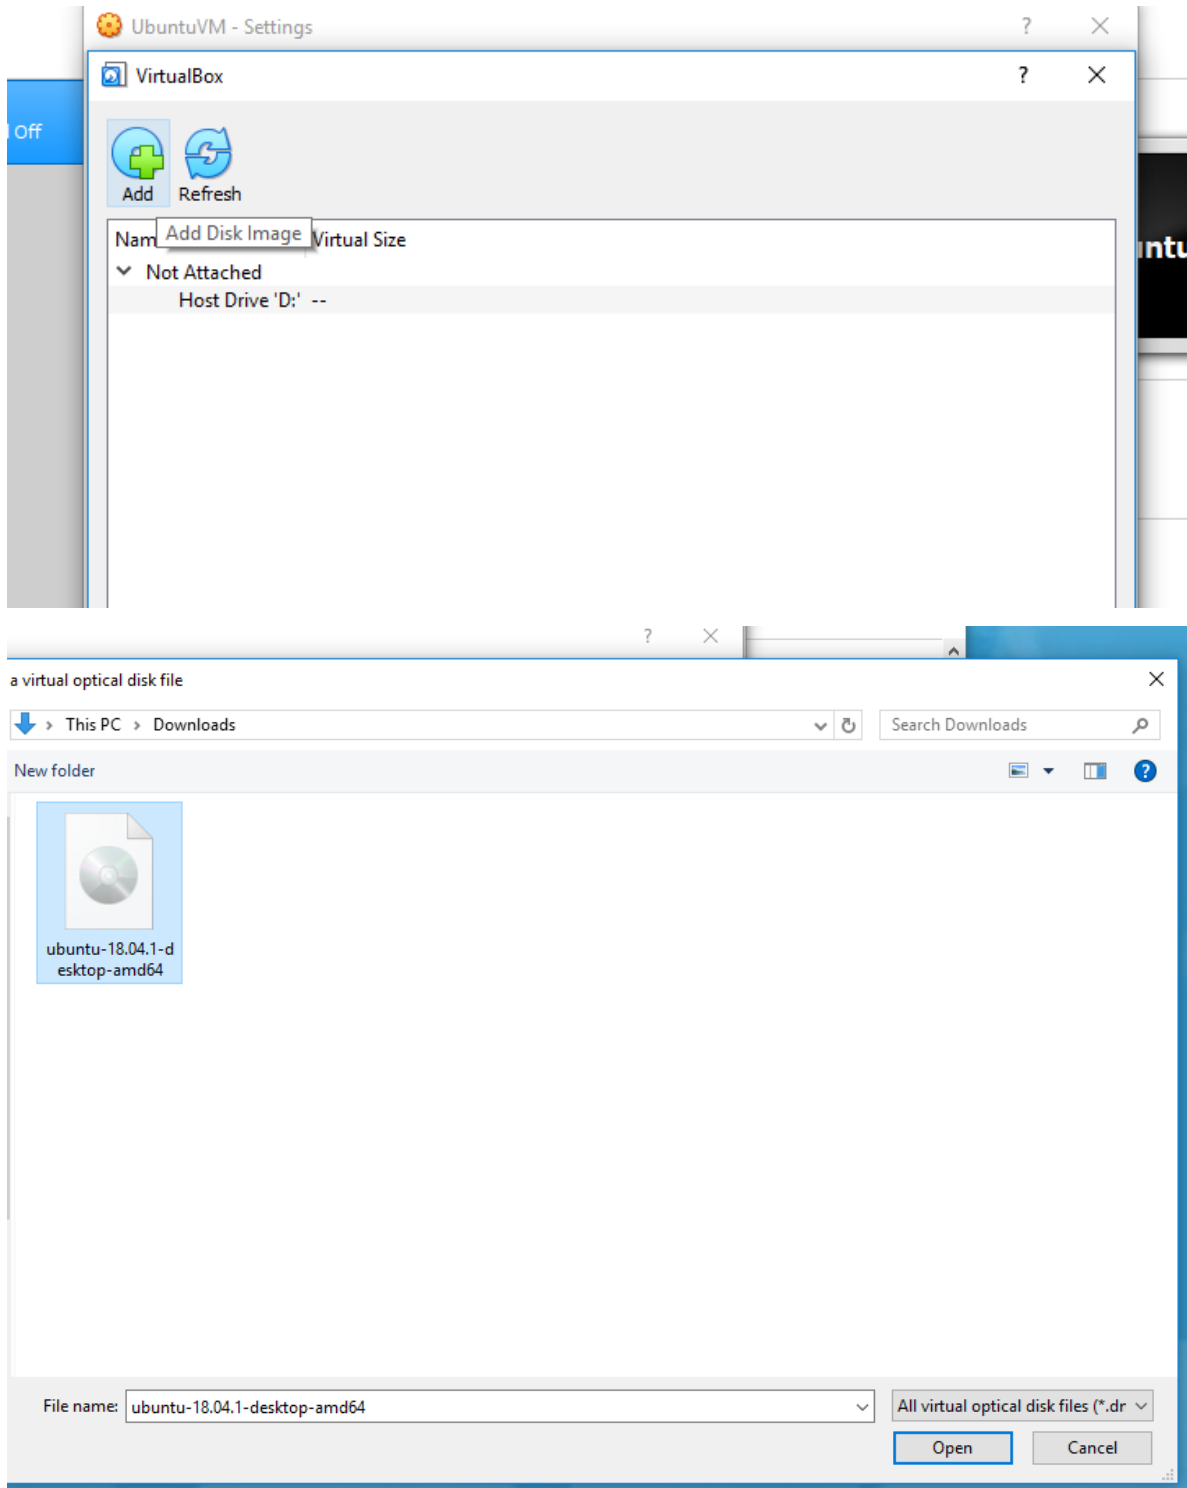 UbuntuVM - Settings
?
VirtualBox
?
Off
Add
Refresh
Add Disk Image
Nam
Virtual Size
intu
Not Attached
Host Drive 'D:' --
?
a virtual optical disk file
This PC > Downloads
Search Downloads
New folder
?
ubuntu-18.04.1-d
esktop-amd64
File name:
ubuntu-18.04.1-desktop-amd64
All virtual optical disk files (*.dr
Open
Cancel